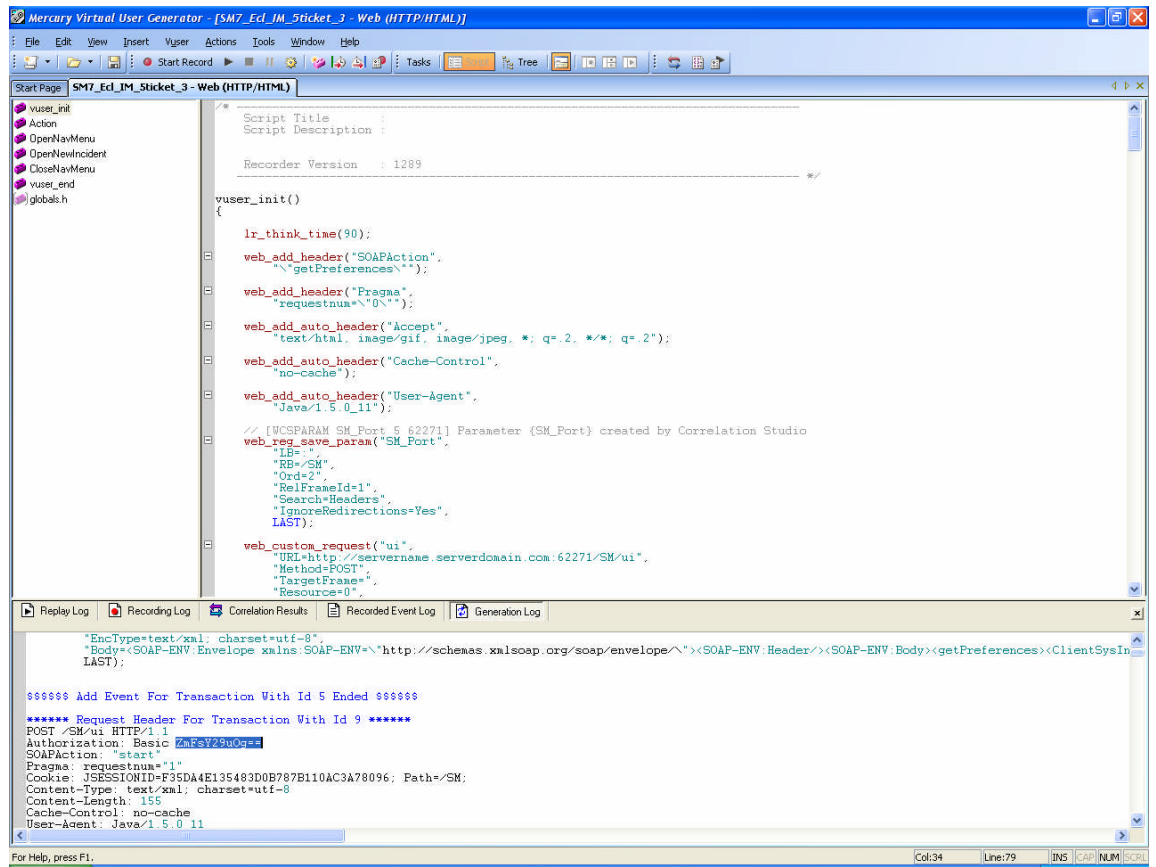 Mercury Virtual User Generator - [SM7_Ecl_IM_5ticket_3 - Web (HTTP/HTML)]
File Edit View Insert Vuser Actions Tools Window Help
Start Record Tasks Script Tree
Start Page SM7_Ecl_IM_5ticket_3 - Web (HTTP/HTML)
vuser_init
Action
OpenNavMenu
OpenNewIncident
CloseNavMenu
vuser_end
globals.h
/* ----------------------------------------------------------------------------
Script Title :
Script Description :
Recorder Version : 1289
---------------------------------------------------------------------------- */
vuser_init()
{
lr_think_time(90);
web_add_header("SOAPAction",
"\"getPreferences\"");
web_add_header("Pragma",
"requestnum=\"0\"");
web_add_auto_header("Accept",
"text/html, image/gif, image/jpeg, *; q=.2, */*; q=.2");
web_add_auto_header("Cache-Control",
"no-cache");
web_add_auto_header("User-Agent",
"Java/1.5.0_11");
// [WCSPARAM SM_Port 5 62271] Parameter {SM_Port} created by Correlation Studio
web_reg_save_param("SM_Port",
"LB=:",
"RB=/SM",
"Ord=2",
"RelFrameId=1",
"Search=Headers",
"IgnoreRedirections=Yes",
LAST);
web_custom_request("ui",
"URL=http://servername.serverdomain.com:62271/SM/ui",
"Method=POST",
"TargetFrame=",
"Resource=0",
Replay Log Recording Log Correlation Results Recorded Event Log Generation Log
"EncType=text/xml; charset=utf-8",
"Body=<SOAP-ENV:Envelope xmlns:SOAP-ENV=\"http://schemas.xmlsoap.org/soap/envelope/\"><SOAP-ENV:Header/><SOAP-ENV:Body><getPreferences><ClientSysIn
LAST);
$$$$$$ Add Event For Transaction With Id 5 Ended $$$$$$
****** Request Header For Transaction With Id 9 ******
POST /SM/ui HTTP/1.1
Authorization: Basic ZmFsY29uOg==
SOAPAction: "start"
Pragma: requestnum="1"
Cookie: JSESSIONID=F35DA4E135483D0B787B110AC3A78096; Path=/SM;
Content-Type: text/xml; charset=utf-8
Content-Length: 155
Cache-Control: no-cache
User-Agent: Java/1.5.0_11
For Help, press F1. Col:34 Line:79 INS CAP NUM SCRL